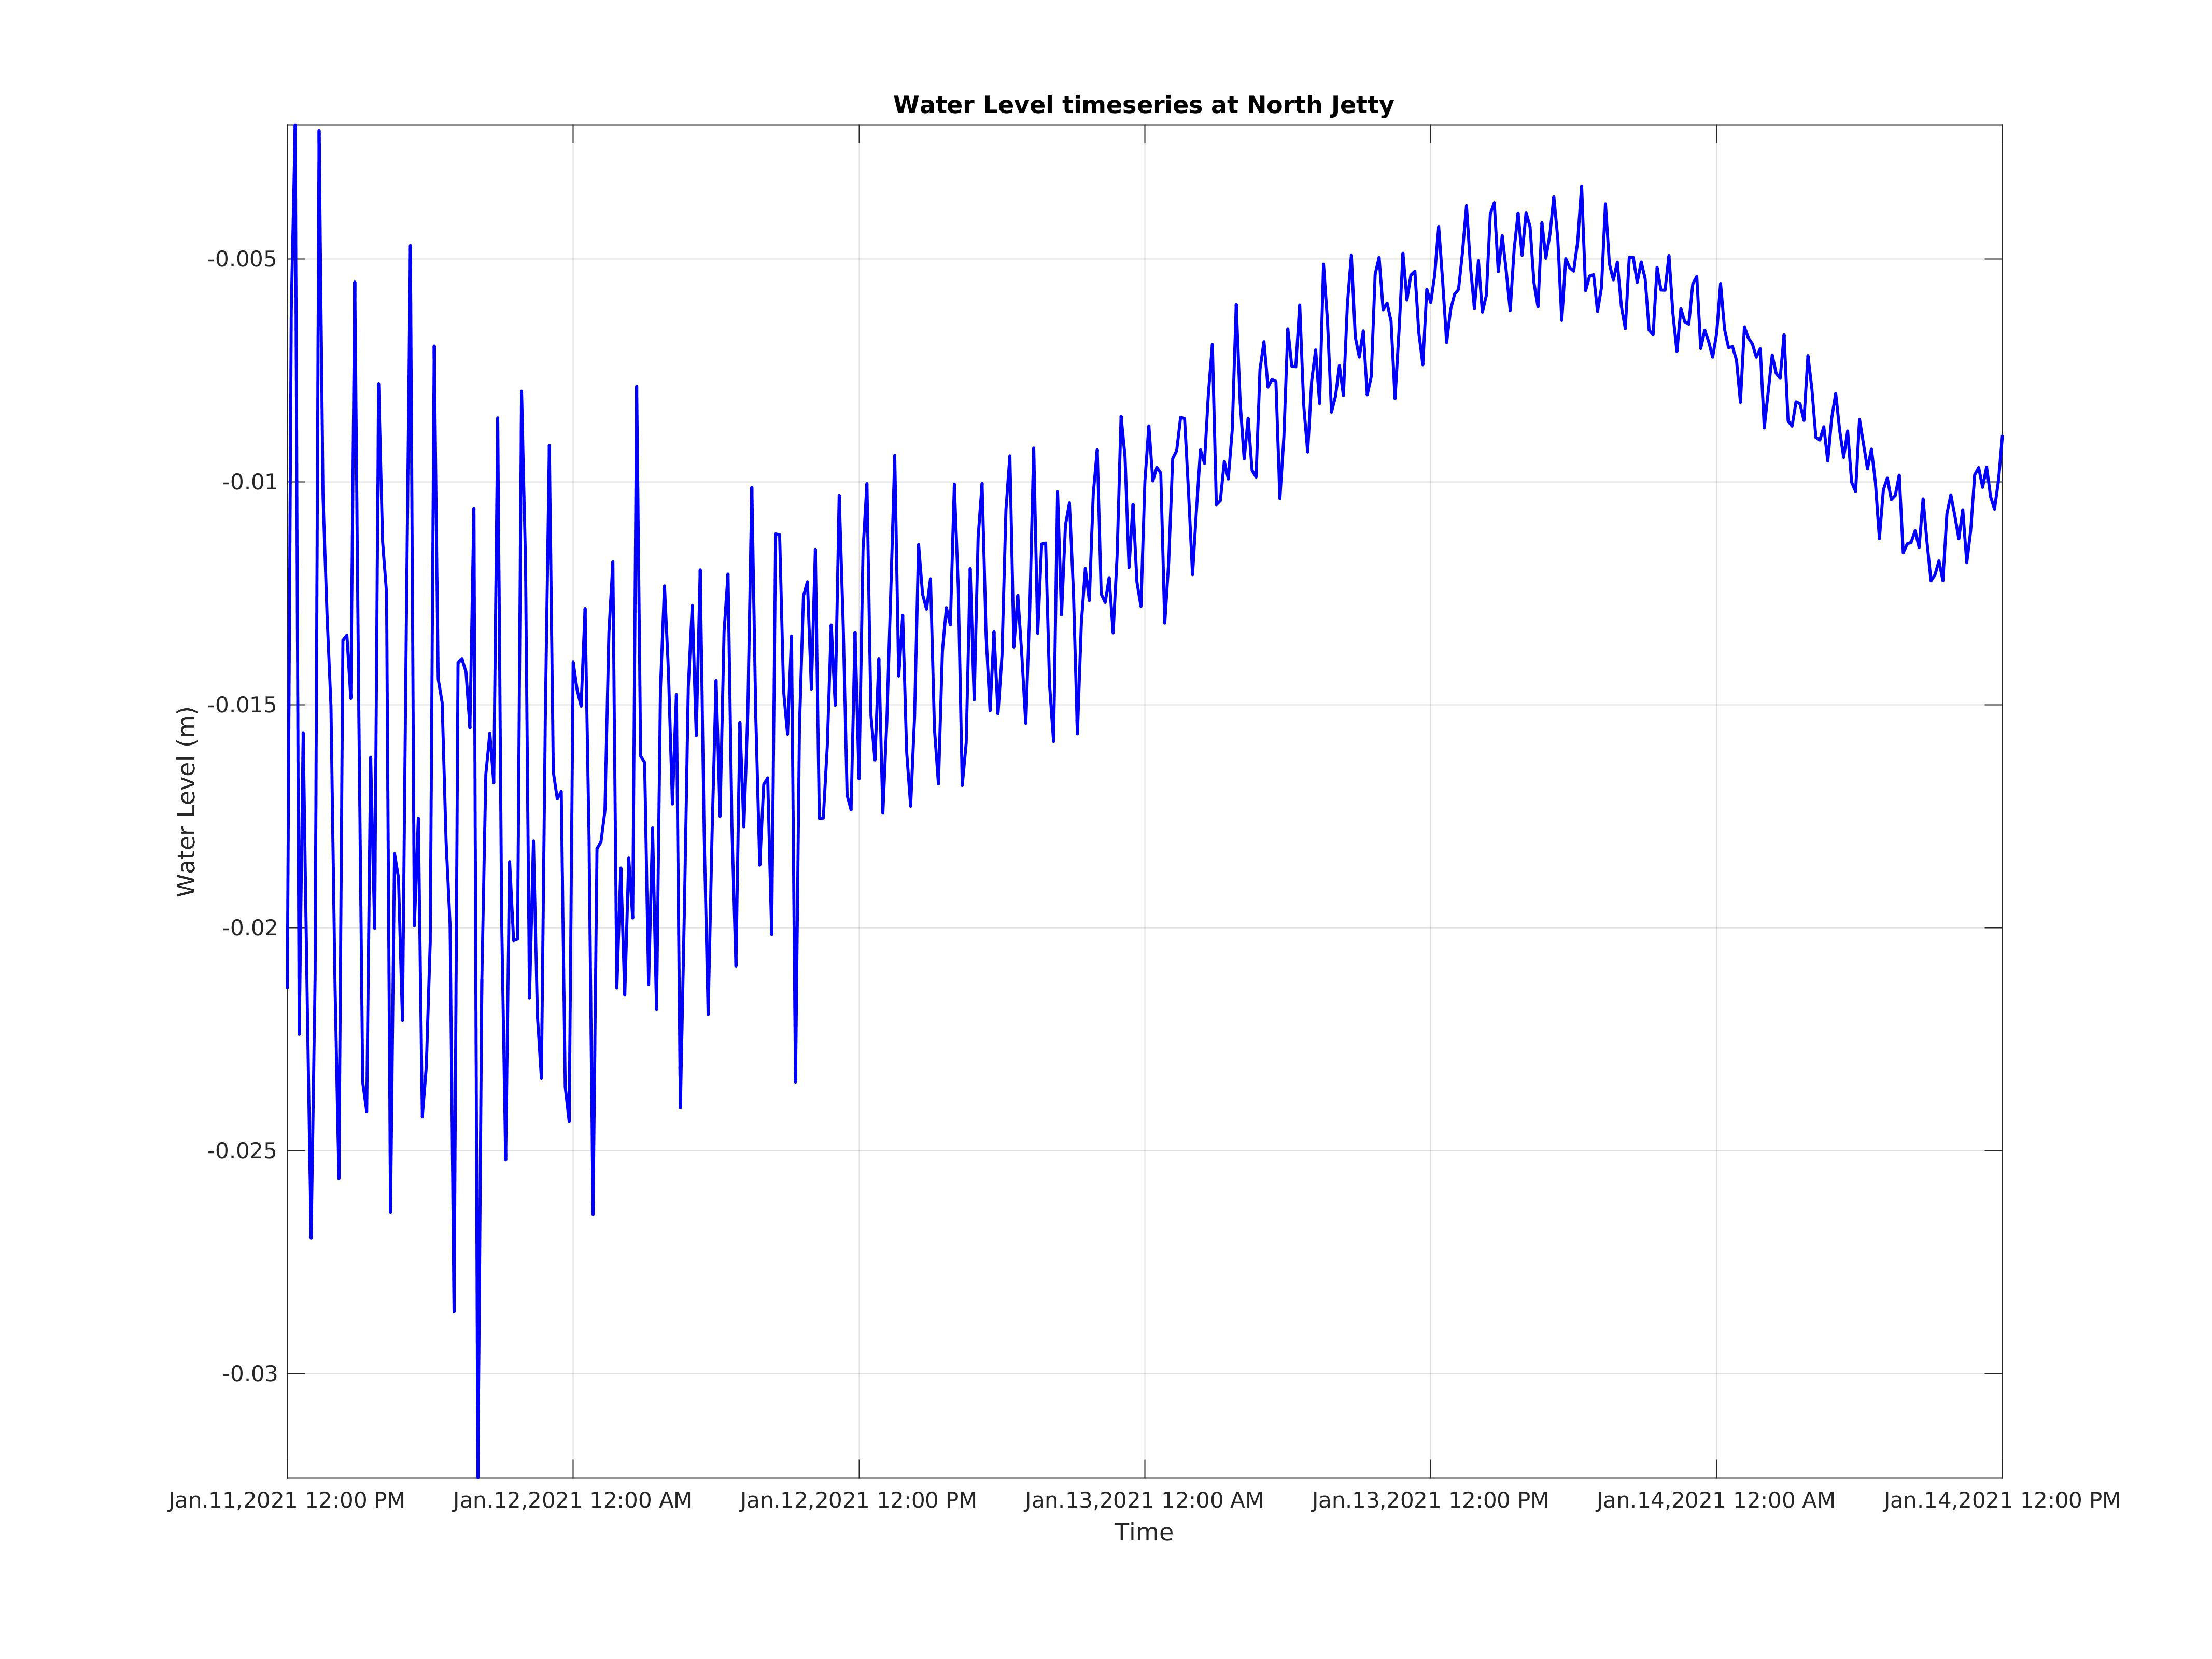 Water Level timeseries at North Jetty
-0.005
-0.01
-0.015
-0.02
-0.025
-0.03
Water Level (m)
Jan.11,2021 12:00 PM
Jan.12,2021 12:00 AM
Jan.12,2021 12:00 PM
Jan.13,2021 12:00 AM
Jan.13,2021 12:00 PM
Jan.14,2021 12:00 AM
Jan.14,2021 12:00 PM
Time